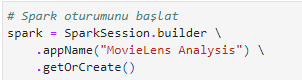 # Spark oturumunu başlat
spark = SparkSession.builder \
    .appName("MovieLens Analysis") \
    .getOrCreate()